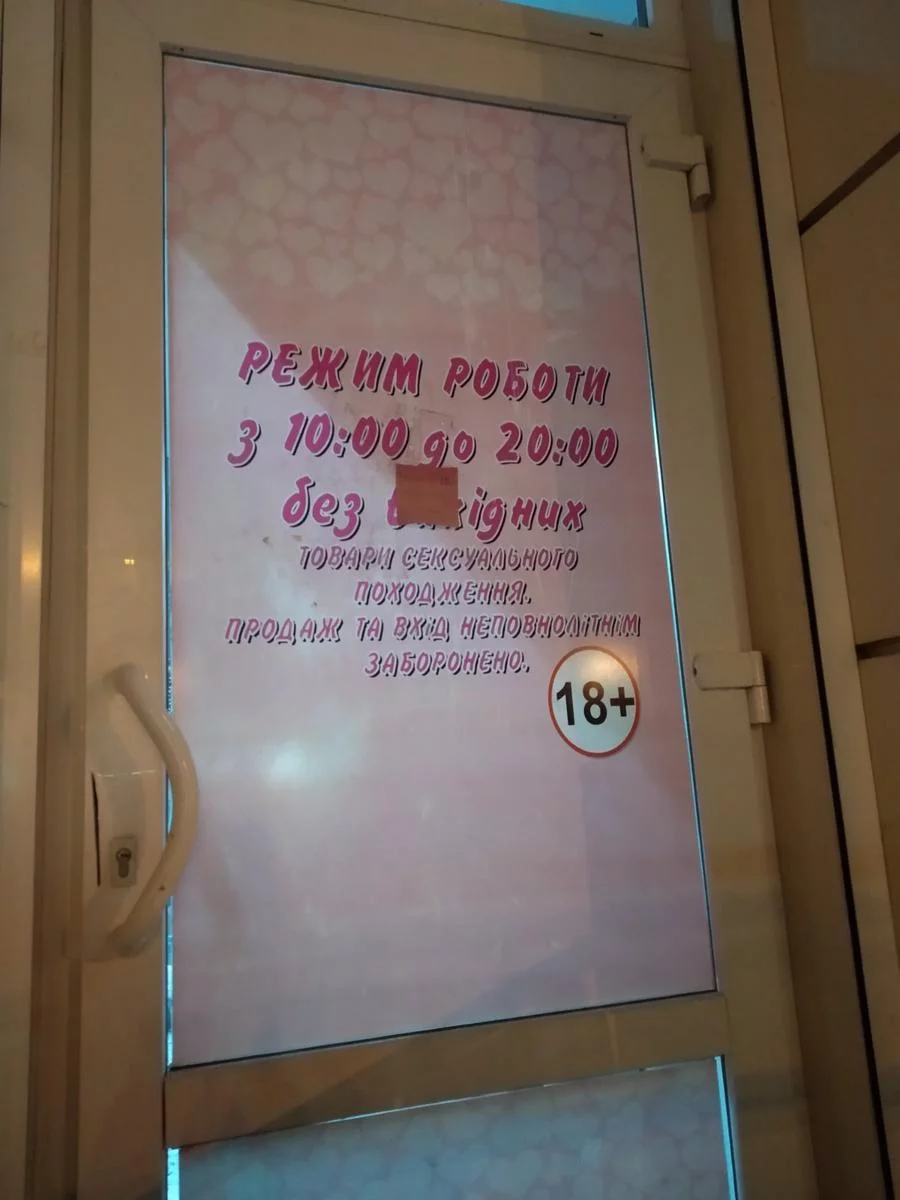 РЕЖИМ РОБОТИ
З 10:00 до 20:00
без
ТОВАРИ СЕКСУАЛЬНОГО
ПОХОДЖЕННЯ.
ПРОДАЖ ТА ВХіД НЕПОВНОЛіТНіМ
ЗАБОРОНЕНО.
18+